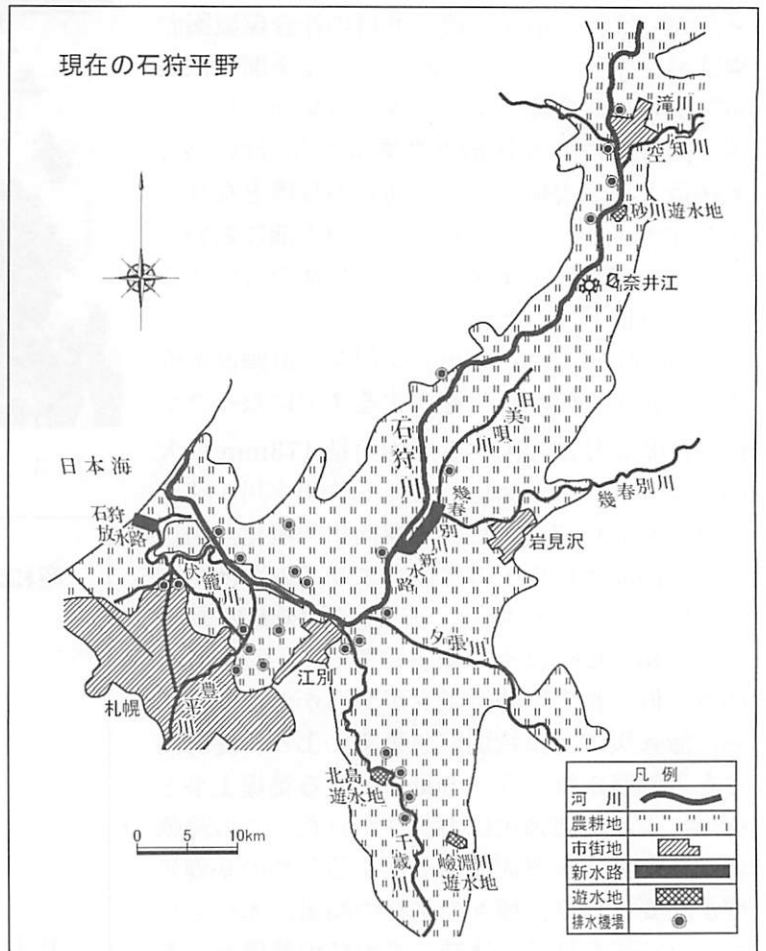 現在の石狩平野
滝川
空知川
砂川遊水地
奈井江
石狩川
旧美唄川
日本海
幾春別川
石狩
放水路
幾春別川新水路
岩見沢
伏籠川
夕張川
江別
札幌
豊平川
北島
遊水地
千歳川
嶮淵川
遊水地
0 5 10km
凡例
河川
農耕地
市街地
新水路
遊水地
排水機場